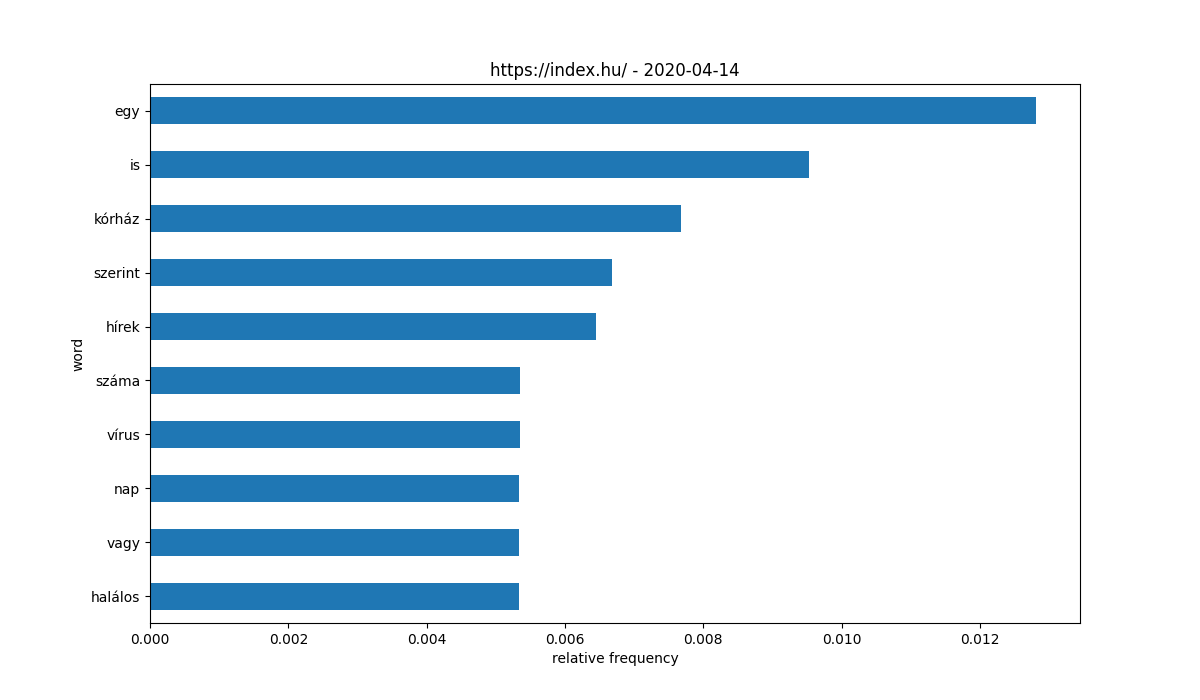 https://index.hu/ - 2020-04-14
egy
is
kórház
szerint
hírek
száma
vírus
nap
vagy
halálos
word
0.000 0.002 0.004 0.006 0.008 0.010 0.012
relative frequency